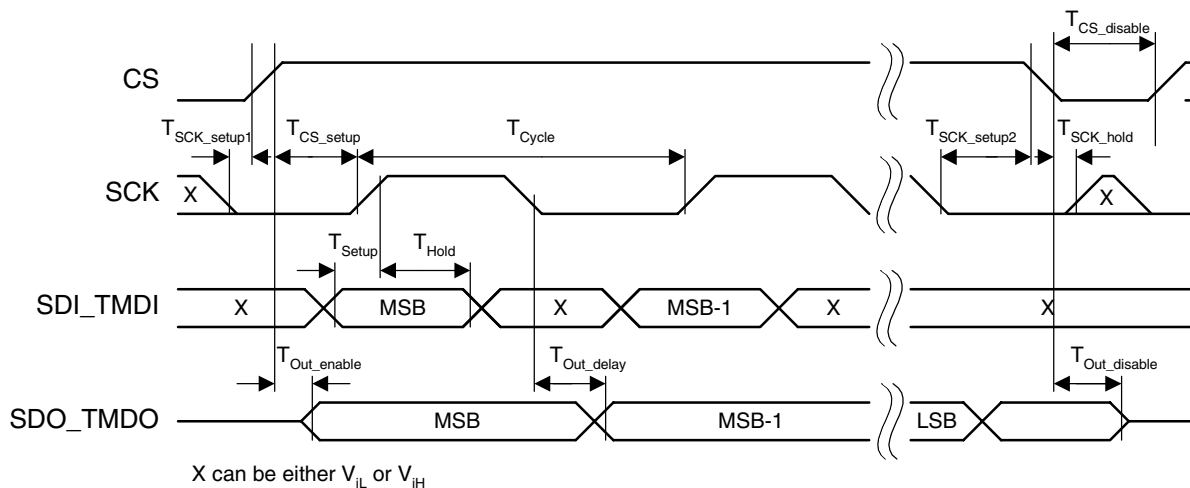 T_CS_disable
CS
T_SCK_setup1 T_CS_setup T_Cycle T_SCK_setup2 T_SCK_hold
SCK X X
T_Setup T_Hold
SDI_TMDI X MSB X MSB-1 X X
T_Out_enable T_Out_delay T_Out_disable
SDO_TMDO MSB MSB-1 LSB
X can be either V_iL or V_iH